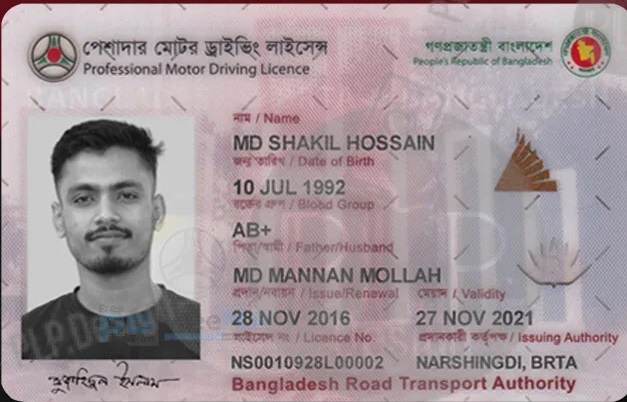 পেশাদার মোটর ড্রাইভিং লাইসেন্স
Professional Motor Driving Licence
গণপ্রজাতন্ত্রী বাংলাদেশ
People's Republic of Bangladesh
নাম / Name
MD SHAKIL HOSSAIN
জন্ম তারিখ / Date of Birth
10 JUL 1992
রক্তের গ্রুপ / Blood Group
AB+
পিতা/স্বামী / Father/Husband
MD MANNAN MOLLAH
প্রদান/নবায়ন / Issue/Renewal মেয়াদ / Validity
28 NOV 2016 27 NOV 2021
লাইসেন্স নং / Licence No. প্রদানকারী কর্তৃপক্ষ / Issuing Authority
NS0010928L00002 NARSHINGDI, BRTA
Bangladesh Road Transport Authority